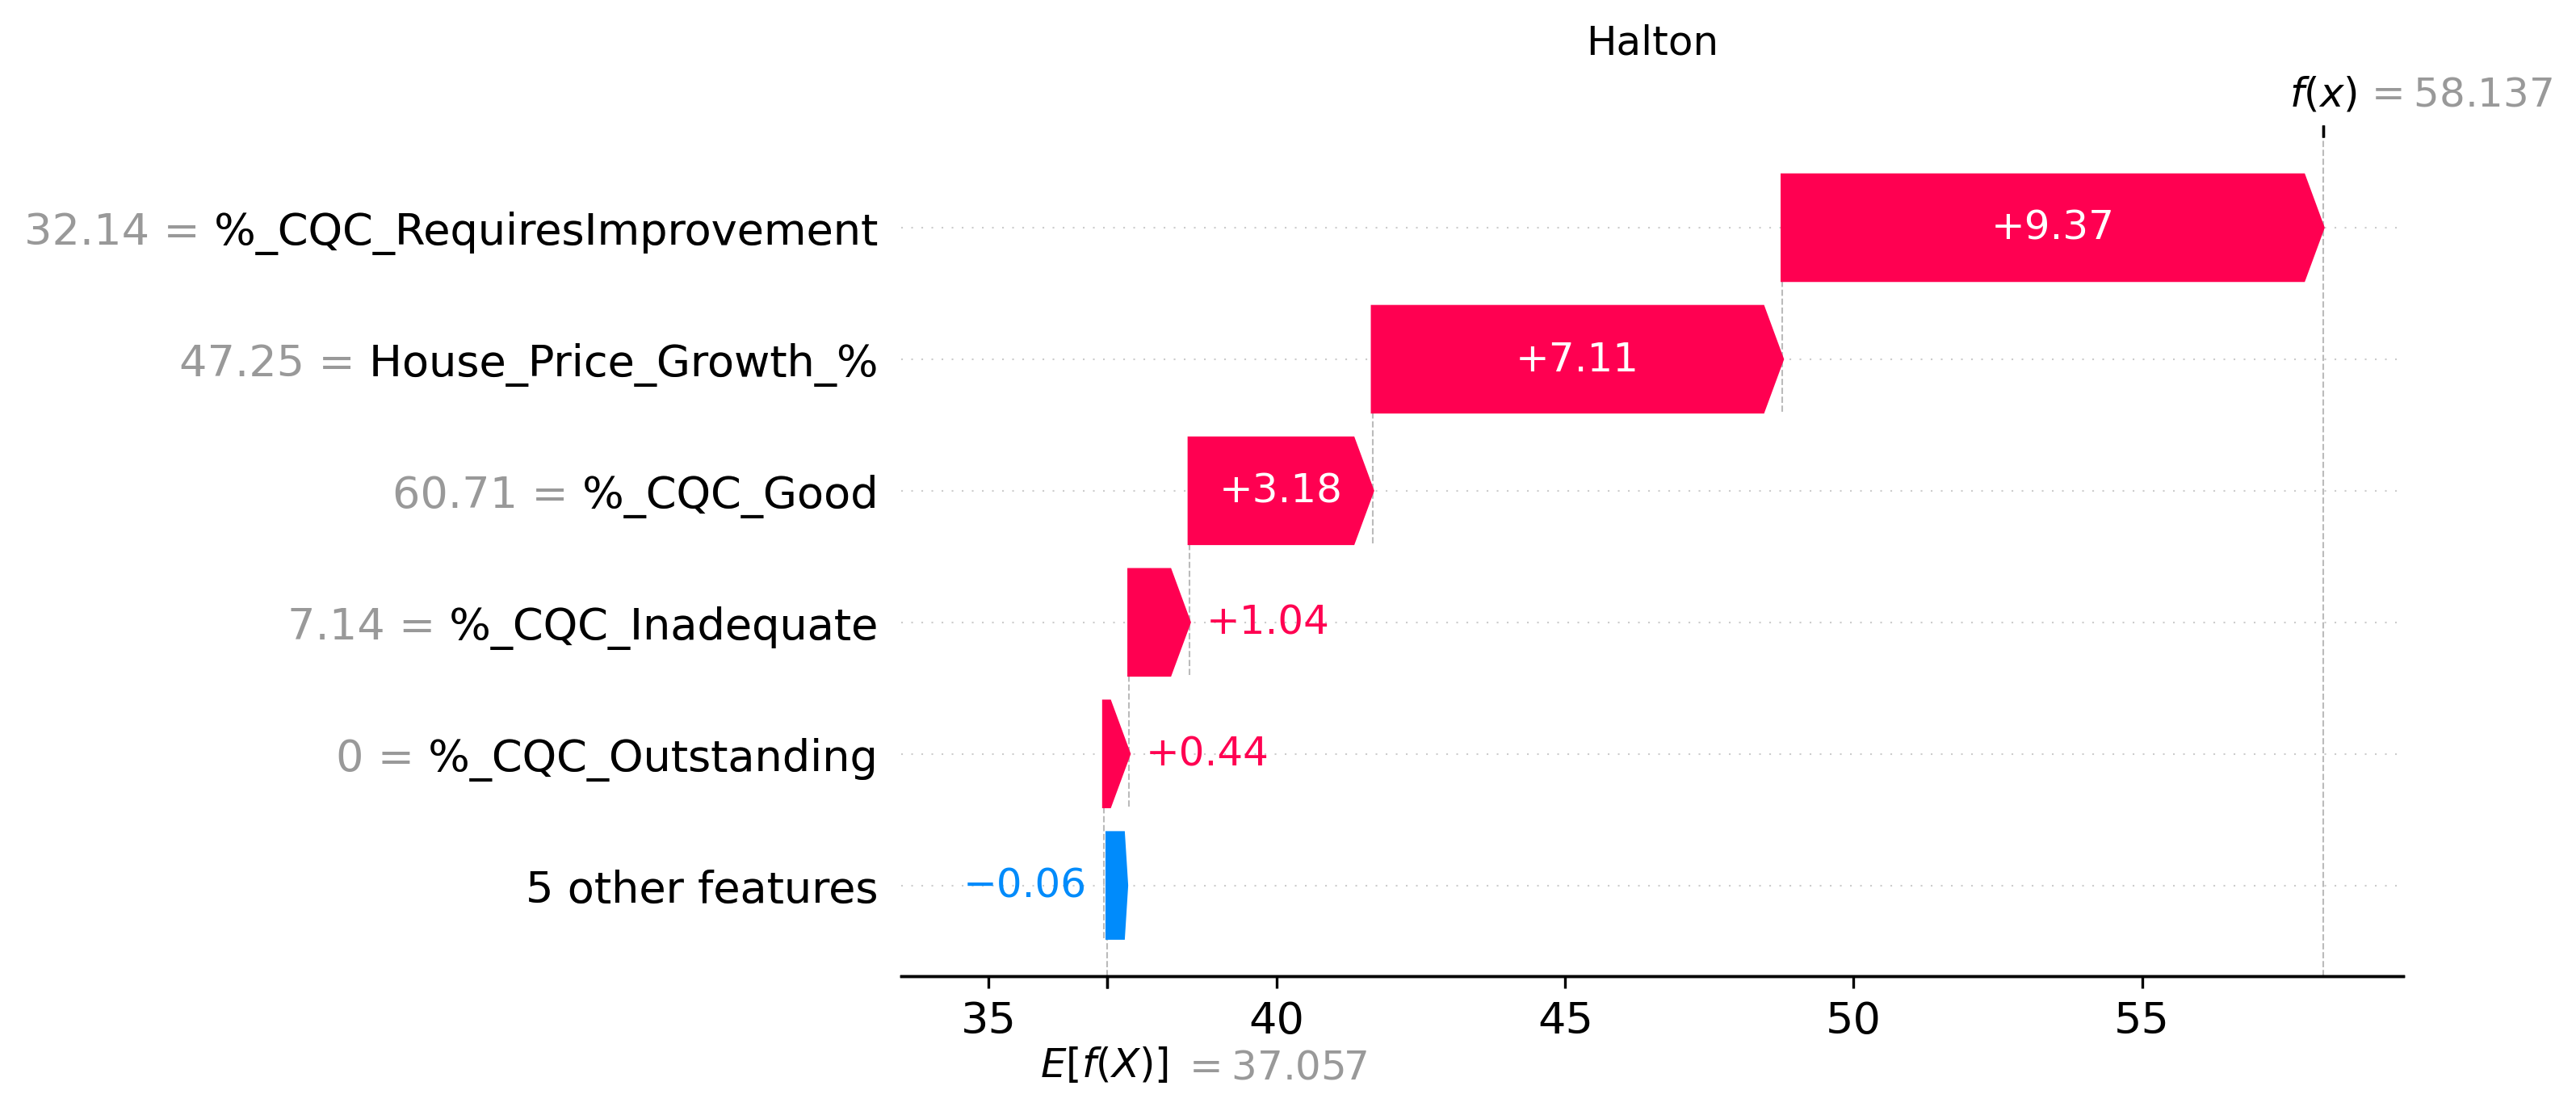 Halton
f(x) = 58.137
32.14 = %_CQC_RequiresImprovement
+9.37
47.25 = House_Price_Growth_%
+7.11
60.71 = %_CQC_Good
+3.18
7.14 = %_CQC_Inadequate
+1.04
0 = %_CQC_Outstanding
+0.44
5 other features
−0.06
35 40 45 50 55
E[f(X)] = 37.057